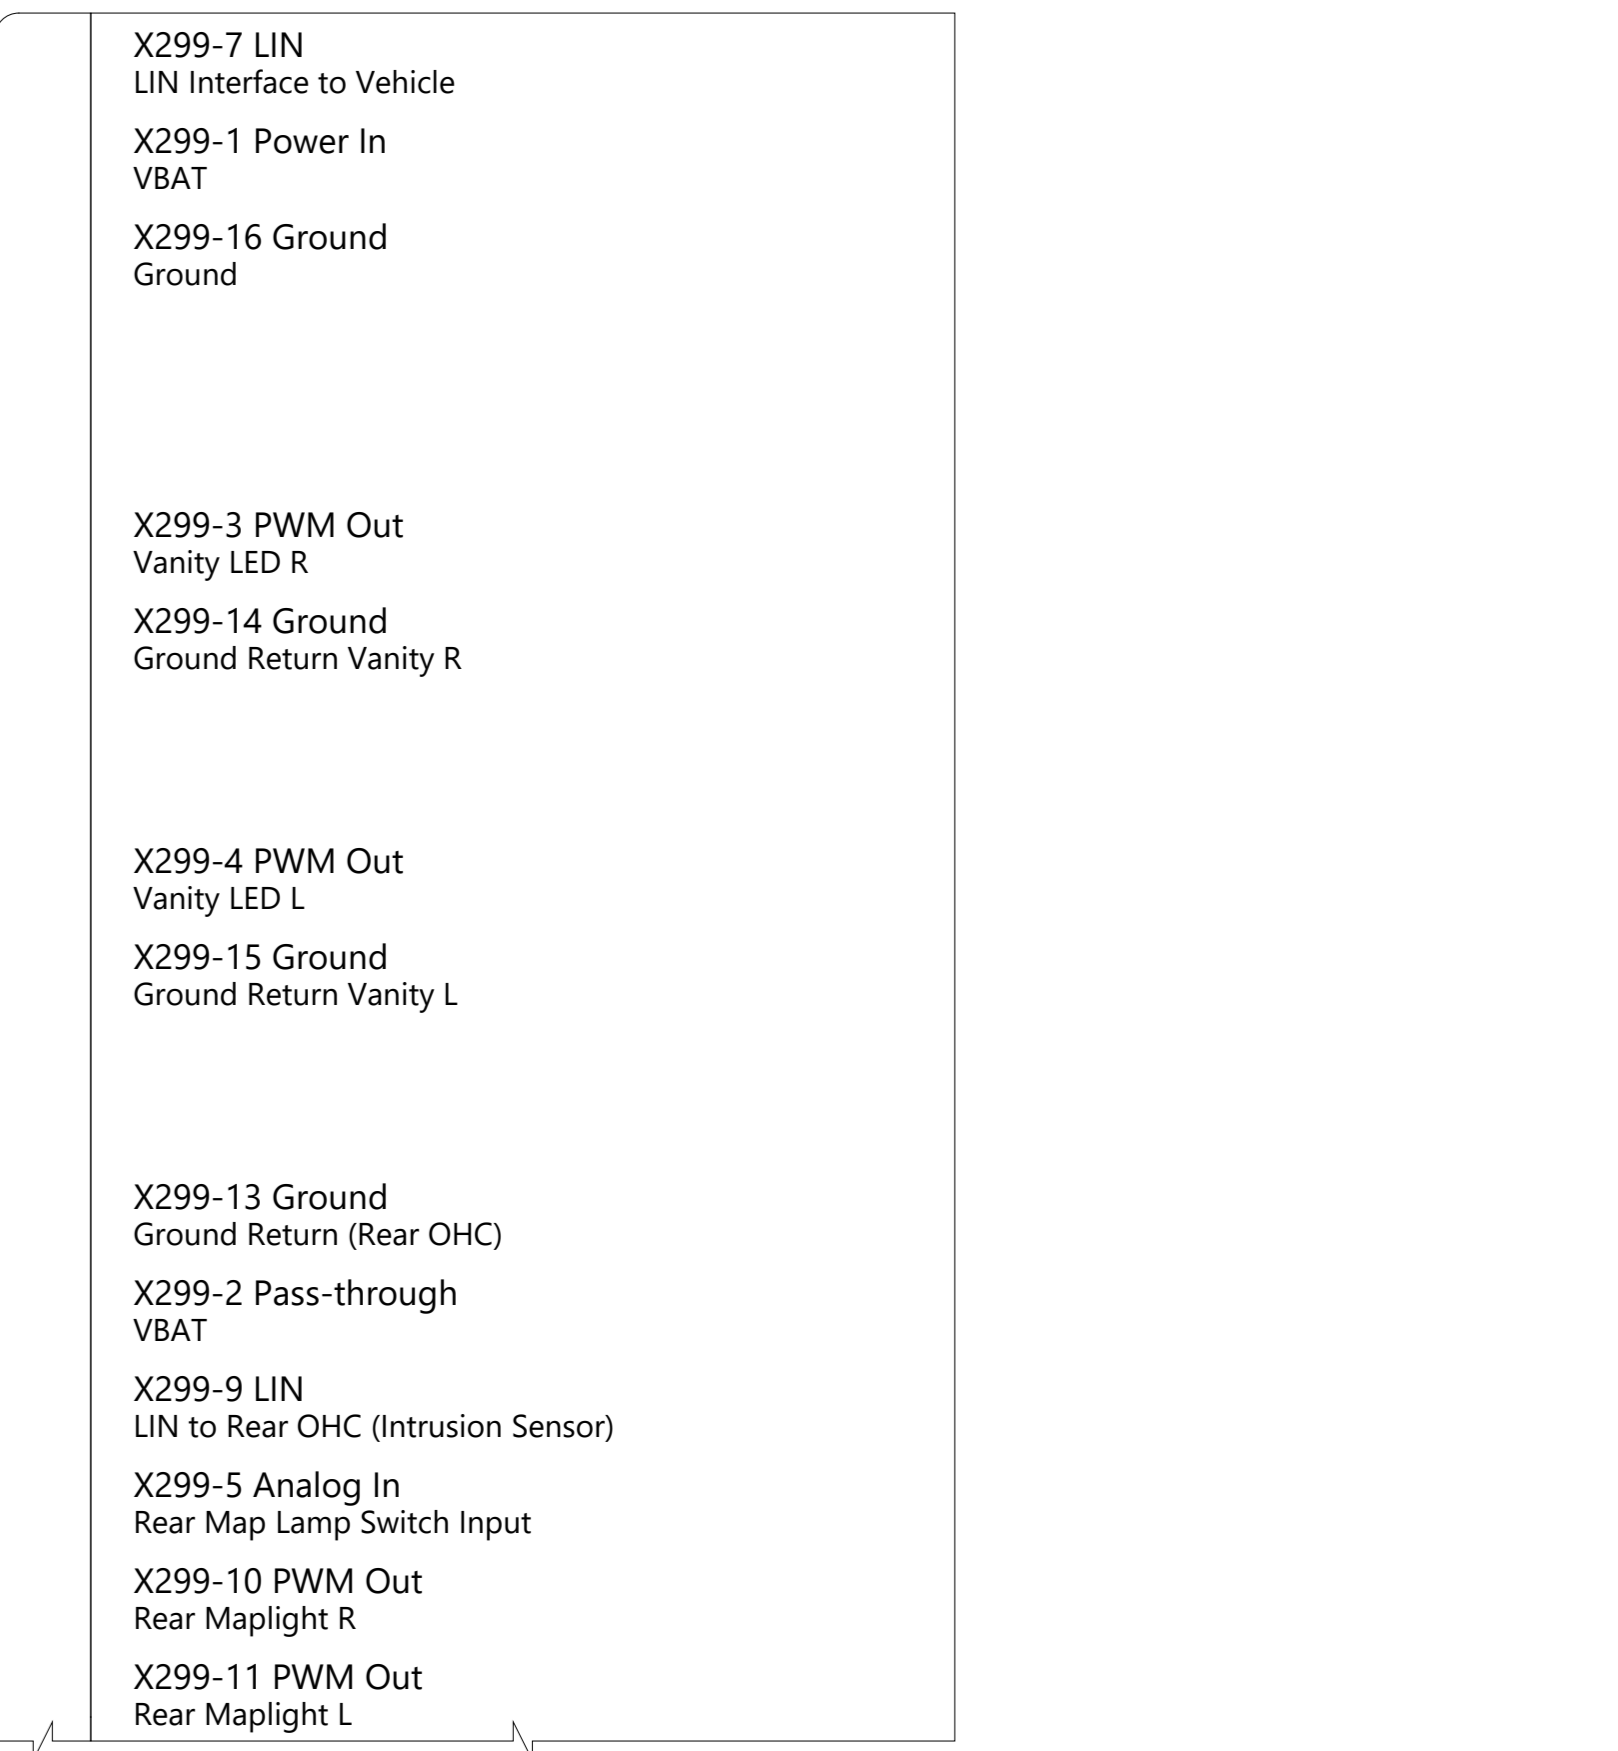 X299-7 LIN
LIN Interface to Vehicle
X299-1 Power In
VBAT
X299-16 Ground
Ground
X299-3 PWM Out
Vanity LED R
X299-14 Ground
Ground Return Vanity R
X299-4 PWM Out
Vanity LED L
X299-15 Ground
Ground Return Vanity L
X299-13 Ground
Ground Return (Rear OHC)
X299-2 Pass-through
VBAT
X299-9 LIN
LIN to Rear OHC (Intrusion Sensor)
X299-5 Analog In
Rear Map Lamp Switch Input
X299-10 PWM Out
Rear Maplight R
X299-11 PWM Out
Rear Maplight L